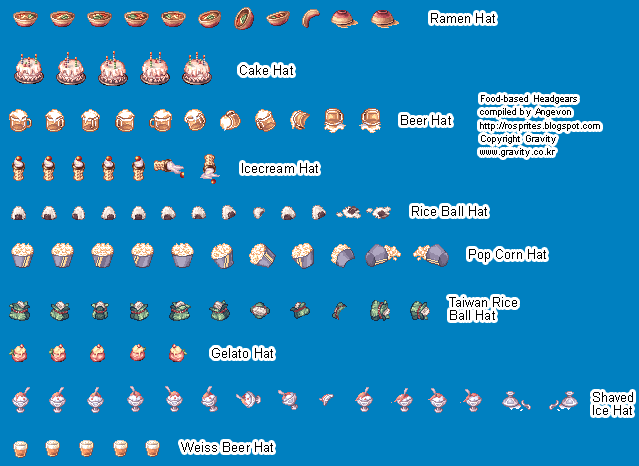 Ramen Hat
Cake Hat
Food-based Headgears
compiled by Angevon
http://rosprites.blogspot.com
Copyright Gravity
www.gravity.co.kr
Beer Hat
Icecream Hat
Rice Ball Hat
Pop Corn Hat
Taiwan Rice
Ball Hat
Gelato Hat
Shaved
Ice Hat
Weiss Beer Hat